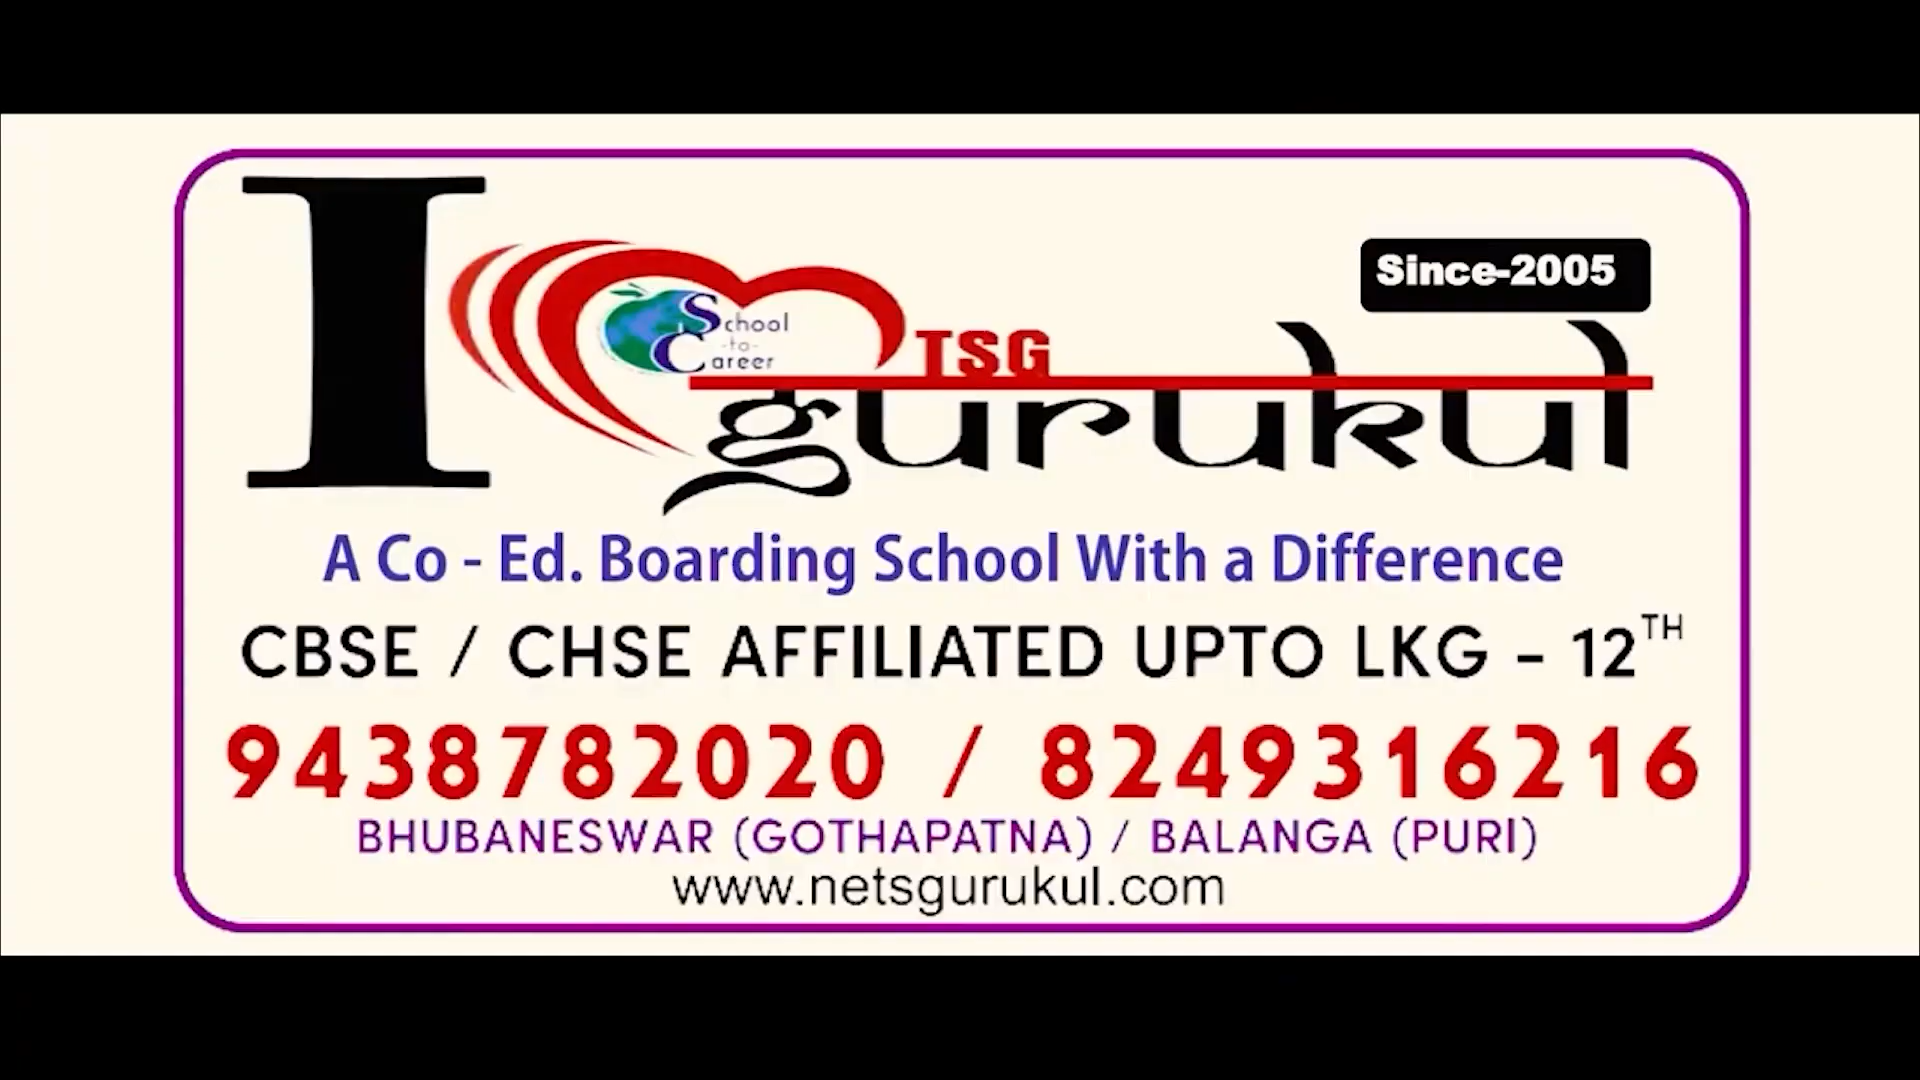 I
Since-2005
School
-to-
Career
TSG
gurukul
A Co - Ed. Boarding School With a Difference
CBSE / CHSE AFFILIATED UPTO LKG - 12TH
9438782020 / 8249316216
BHUBANESWAR (GOTHAPATNA) / BALANGA (PURI)
www.netsgurukul.com